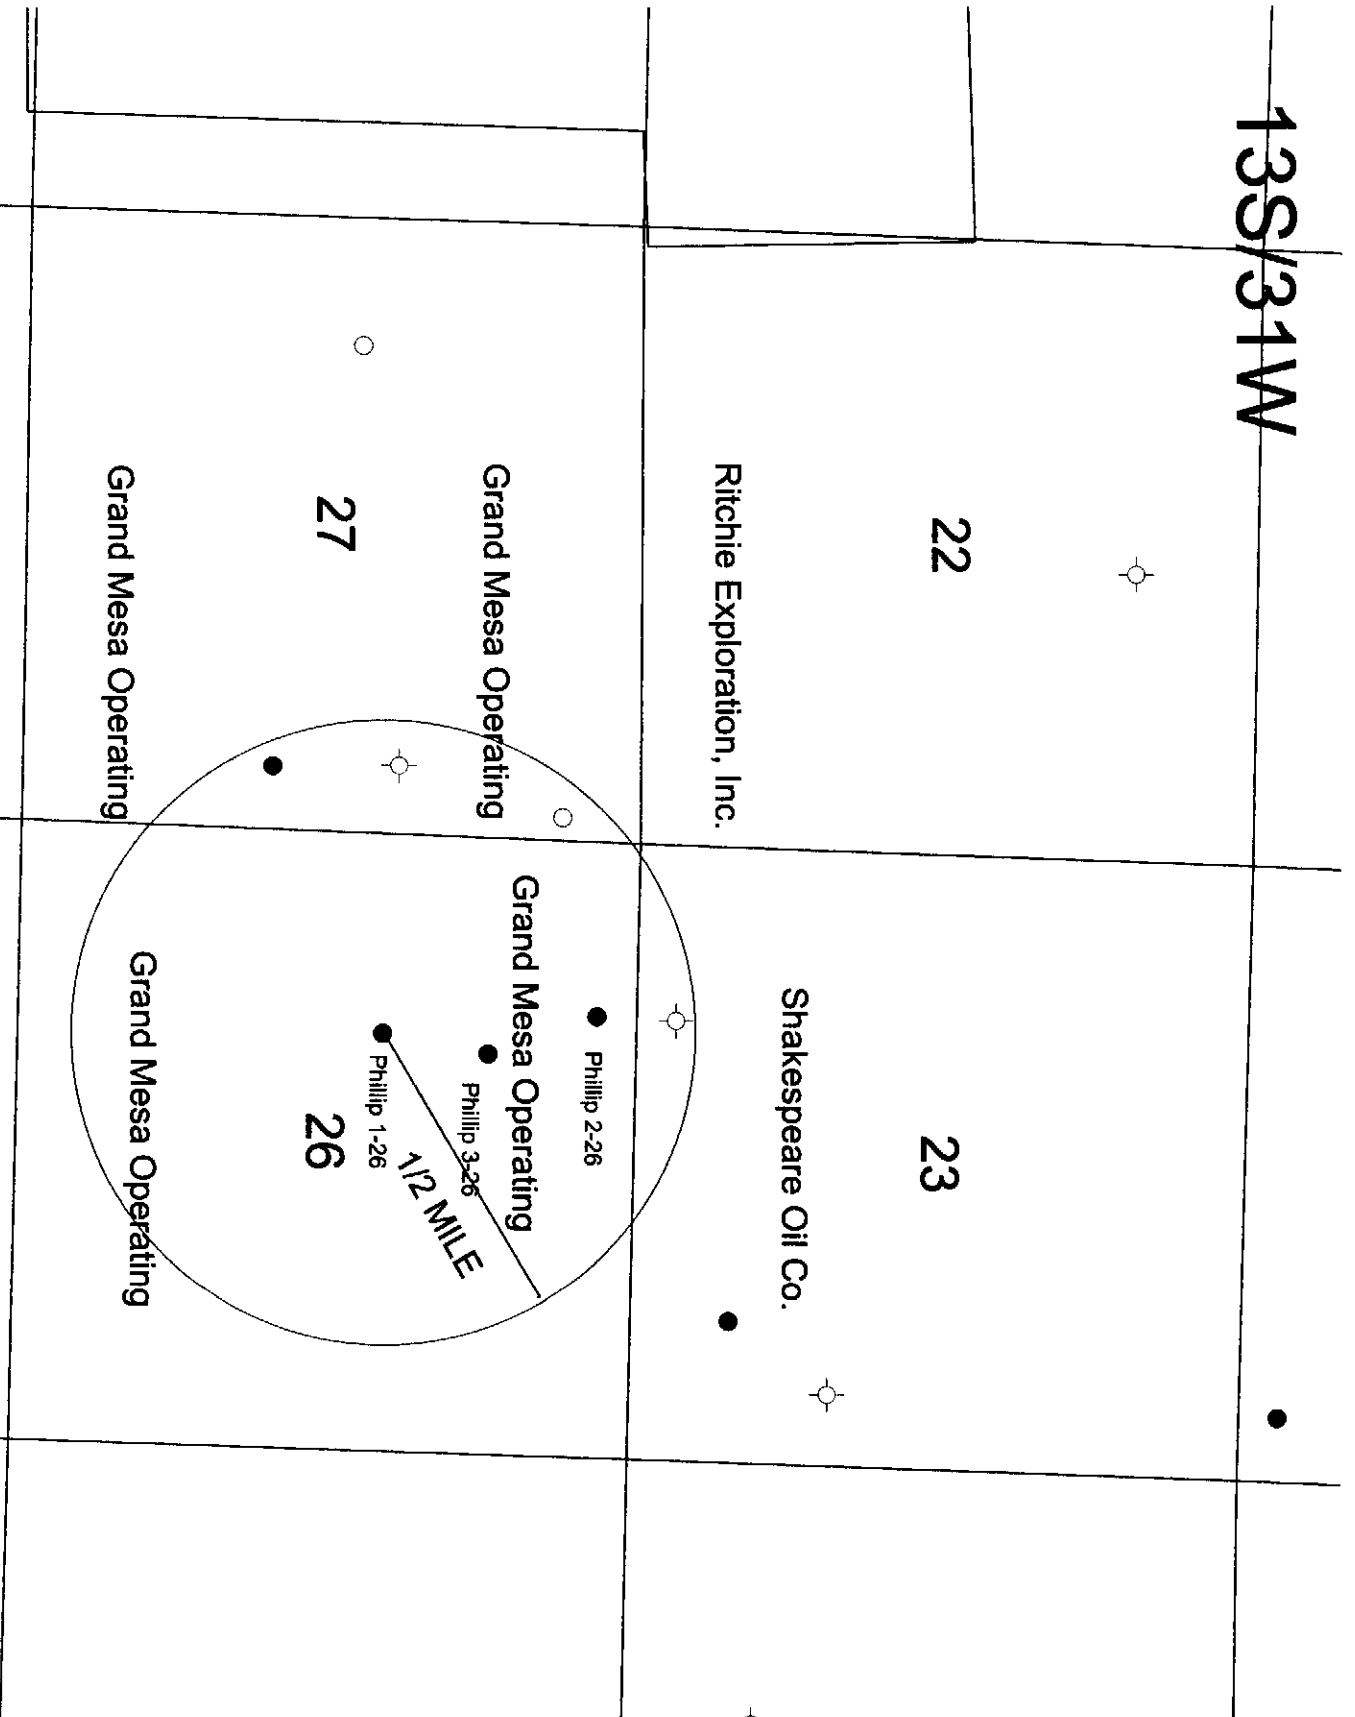 13S/31W
22
23
Ritchie Exploration, Inc.
Shakespeare Oil Co.
Phillip 2-26
Grand Mesa Operating
Grand Mesa Operating
Phillip 3-26
1/2 MILE
Phillip 1-26
27
26
Grand Mesa Operating
Grand Mesa Operating